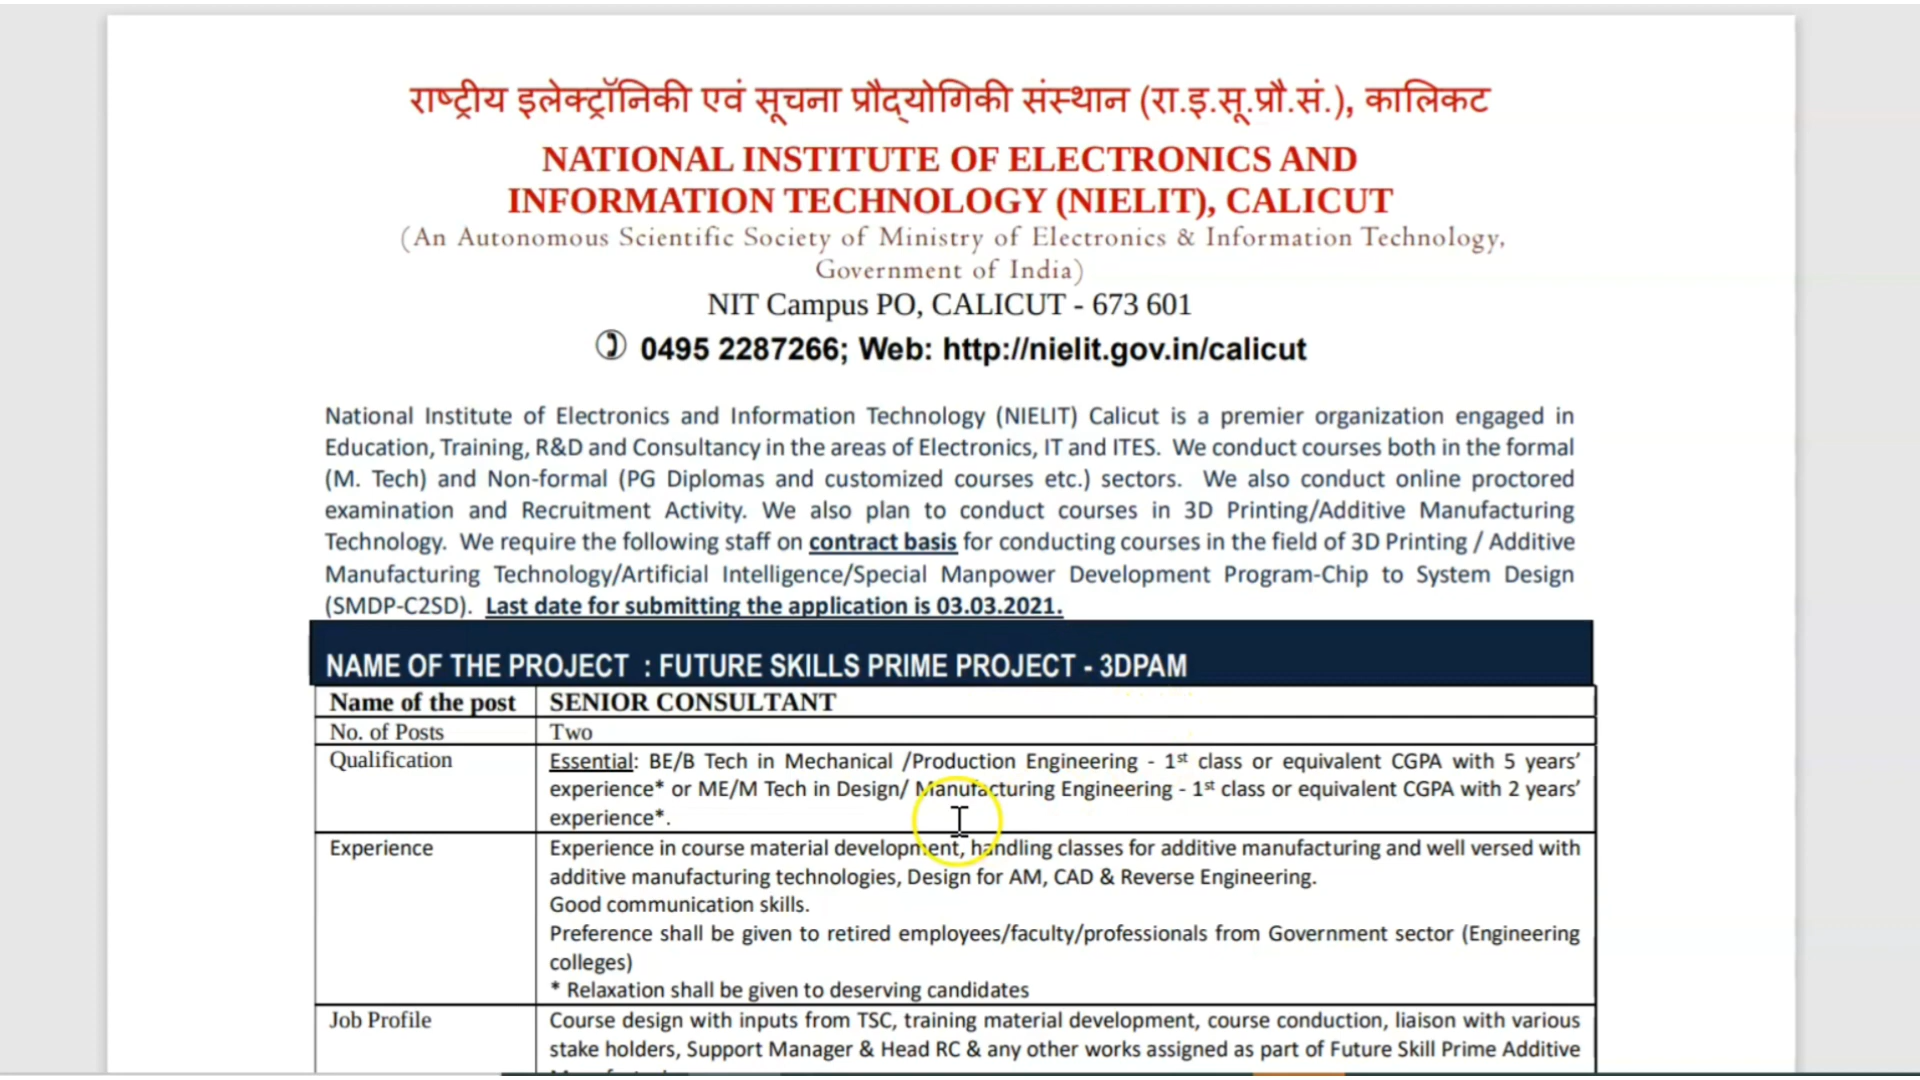 राष्ट्रीय इलेक्ट्रॉनिकी एवं सूचना प्रौद्योगिकी संस्थान (रा.इ.सू.प्रौ.सं.), कालिकट
NATIONAL INSTITUTE OF ELECTRONICS AND
INFORMATION TECHNOLOGY (NIELIT), CALICUT
(An Autonomous Scientific Society of Ministry of Electronics & Information Technology,
Government of India)
NIT Campus PO, CALICUT - 673 601
✆ 0495 2287266; Web: http://nielit.gov.in/calicut
National Institute of Electronics and Information Technology (NIELIT) Calicut is a premier organization engaged in
Education, Training, R&D and Consultancy in the areas of Electronics, IT and ITES. We conduct courses both in the formal
(M. Tech) and Non-formal (PG Diplomas and customized courses etc.) sectors. We also conduct online proctored
examination and Recruitment Activity. We also plan to conduct courses in 3D Printing/Additive Manufacturing
Technology. We require the following staff on contract basis for conducting courses in the field of 3D Printing / Additive
Manufacturing Technology/Artificial Intelligence/Special Manpower Development Program-Chip to System Design
(SMDP-C2SD). Last date for submitting the application is 03.03.2021.
NAME OF THE PROJECT : FUTURE SKILLS PRIME PROJECT - 3DPAM
Name of the post SENIOR CONSULTANT
No. of Posts Two
Qualification Essential: BE/B Tech in Mechanical /Production Engineering - 1st class or equivalent CGPA with 5 years’
experience* or ME/M Tech in Design/ Manufacturing Engineering - 1st class or equivalent CGPA with 2 years’
experience*.
Experience Experience in course material development, handling classes for additive manufacturing and well versed with
additive manufacturing technologies, Design for AM, CAD & Reverse Engineering.
Good communication skills.
Preference shall be given to retired employees/faculty/professionals from Government sector (Engineering
colleges)
* Relaxation shall be given to deserving candidates
Job Profile Course design with inputs from TSC, training material development, course conduction, liaison with various
stake holders, Support Manager & Head RC & any other works assigned as part of Future Skill Prime Additive